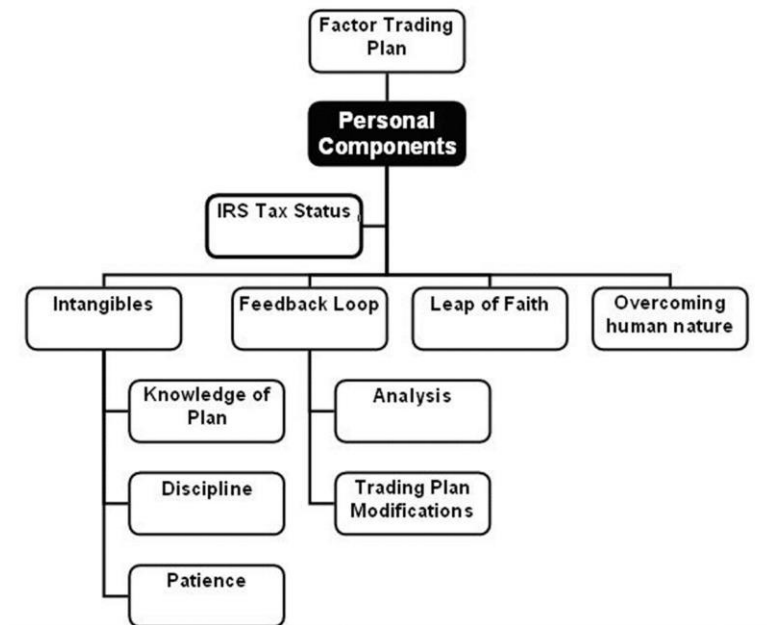 Factor Trading
Plan
Personal
Components
IRS Tax Status
Intangibles
Feedback Loop
Leap of Faith
Overcoming
human nature
Knowledge of
Plan
Discipline
Patience
Analysis
Trading Plan
Modifications